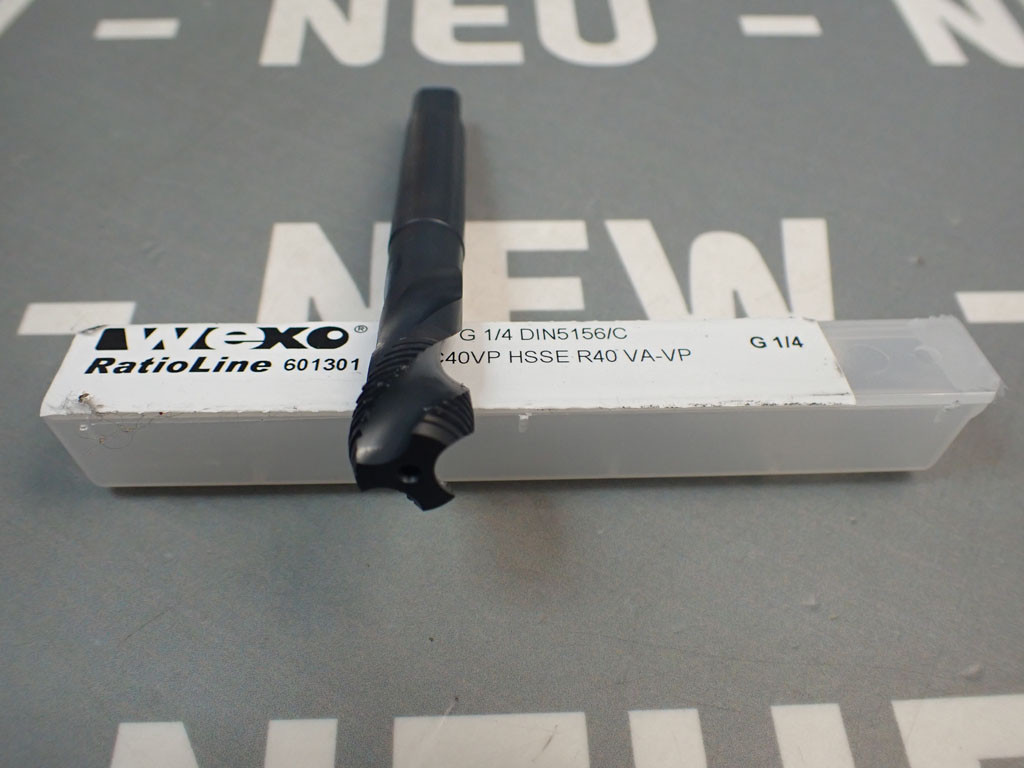 - NEU - N
- NEW -
Wexo® G 1/4 DIN5156/C G 1/4
RatioLine 601301 C40VP HSSE R40 VA-VP